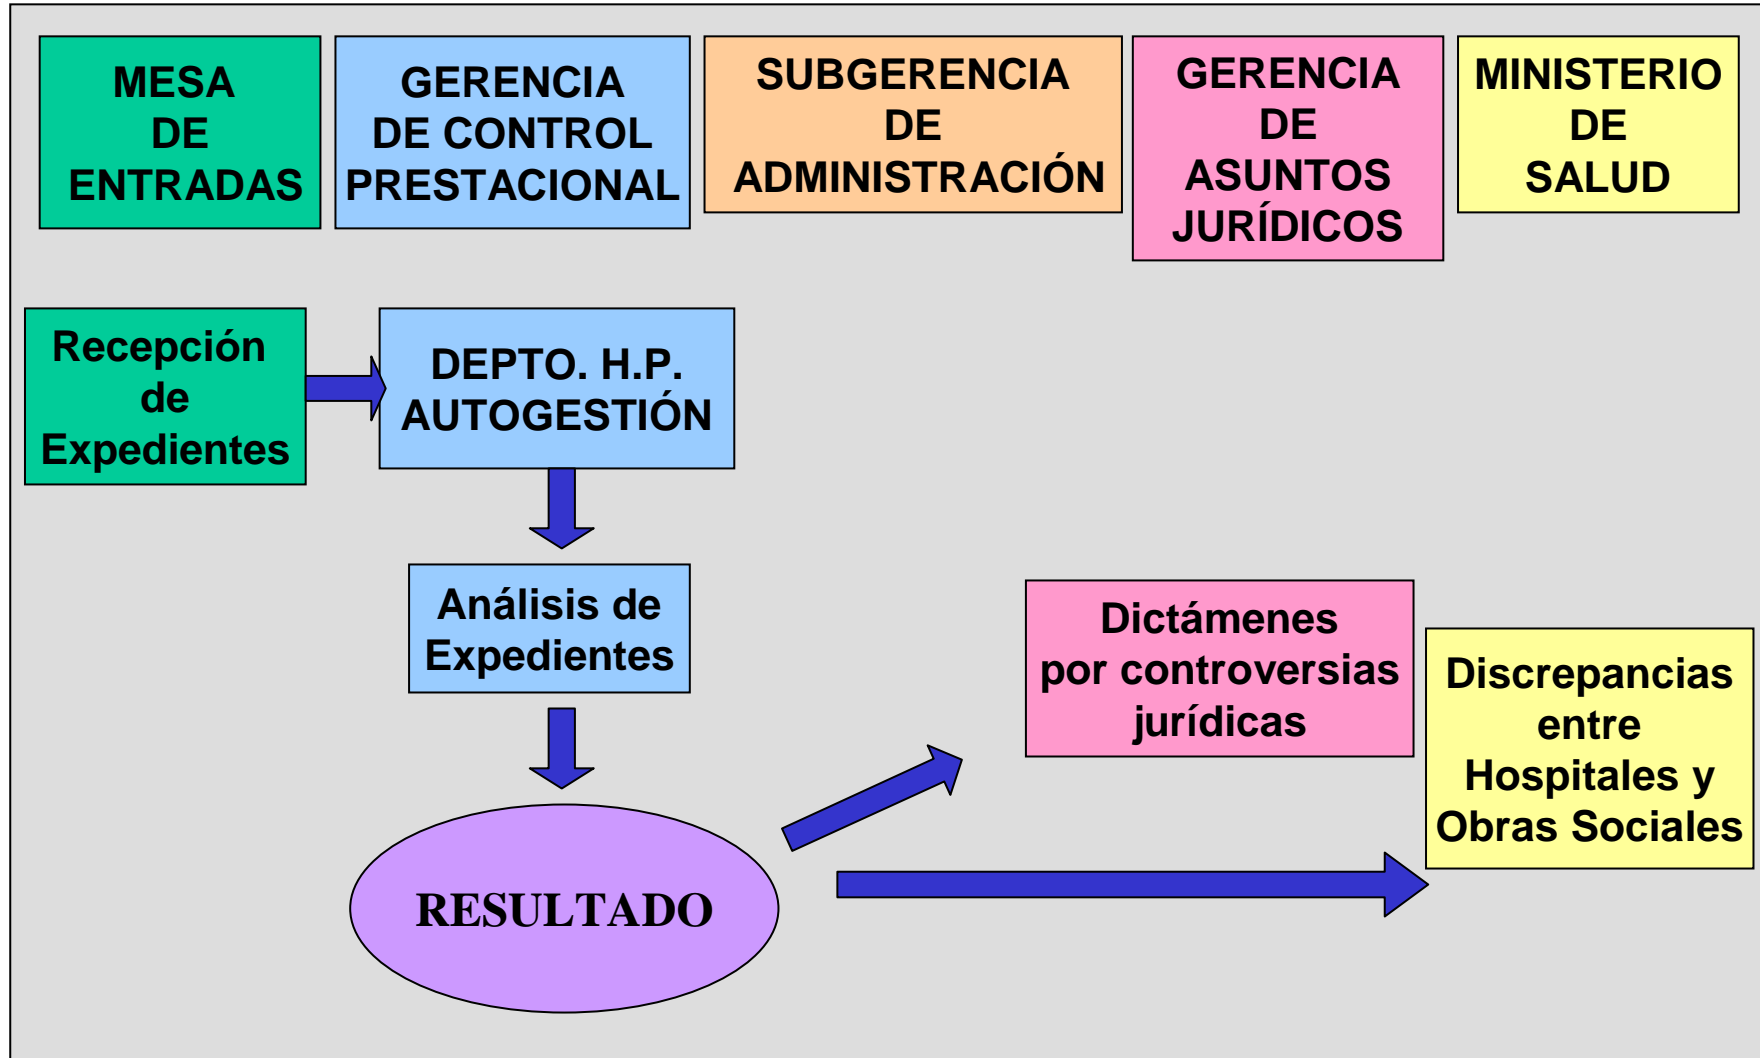 MESA
DE
ENTRADAS
GERENCIA
DE CONTROL
PRESTACIONAL
SUBGERENCIA
DE
ADMINISTRACIÓN
GERENCIA
DE
ASUNTOS
JURÍDICOS
MINISTERIO
DE
SALUD
Recepción
de
Expedientes
DEPTO. H.P.
AUTOGESTIÓN
Análisis de
Expedientes
Dictámenes
por controversias
jurídicas
Discrepancias
entre
Hospitales y
Obras Sociales
RESULTADO